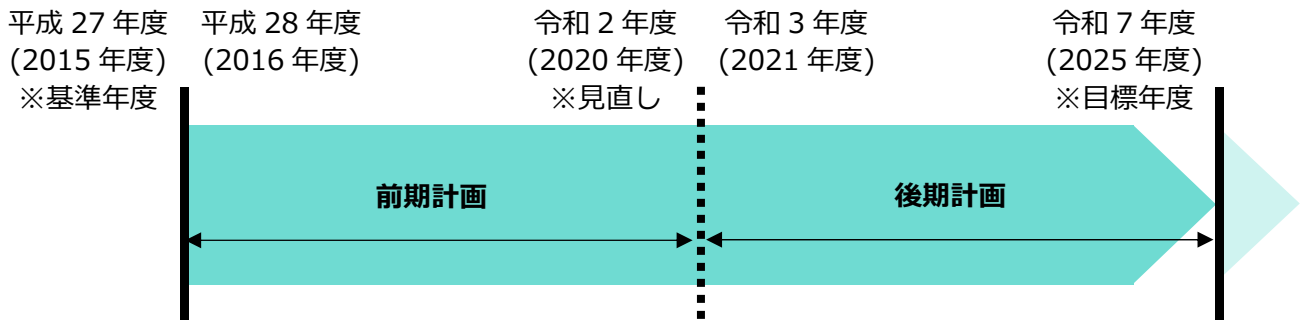 平成 27 年度
(2015 年度)
※基準年度
平成 28 年度
(2016 年度)
令和 2 年度
(2020 年度)
※見直し
令和 3 年度
(2021 年度)
令和 7 年度
(2025 年度)
※目標年度
前期計画
後期計画